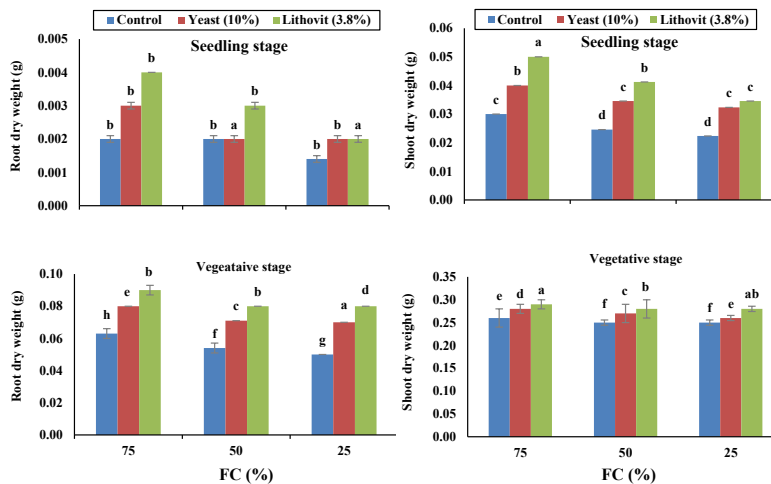 Control Yeast (10%) Lithovit (3.8%)
Seedling stage
Root dry weight (g)
0.005
0.004
0.003
0.002
0.001
0.000
b b b
b a b
b b a
Control Yeast (10%) Lithovit (3.8%)
Seedling stage
Shoot dry weight (g)
0.06
0.05
0.04
0.03
0.02
0.01
0.00
c b a
d c b
d c c
Vegeataive stage
Root dry weight (g)
0.10
0.08
0.06
0.04
0.02
0.00
h e b
f c b
g a d
75 50 25
FC (%)
Vegetative stage
Shoot dry weight (g)
0.35
0.30
0.25
0.20
0.15
0.10
0.05
0.00
e d a
f c b
f e ab
75 50 25
FC (%)